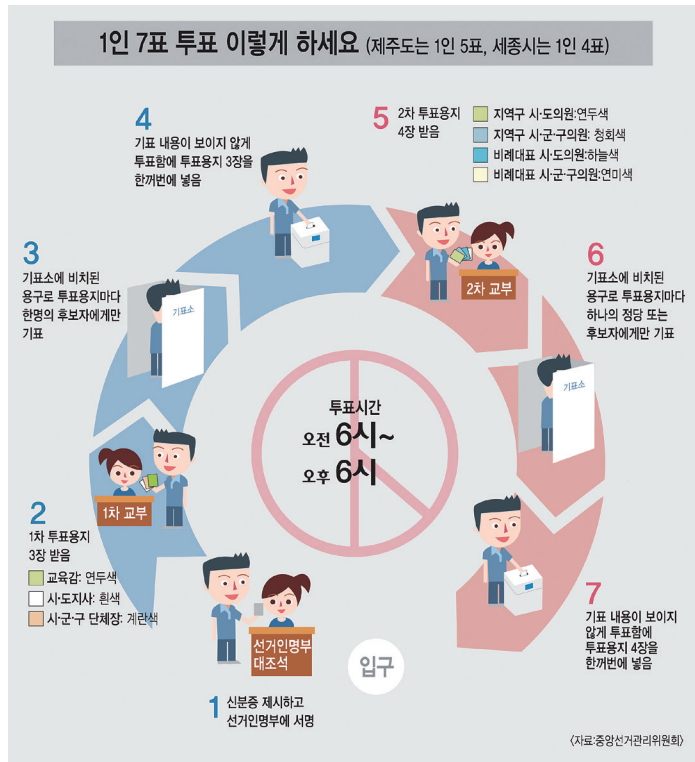 1인 7표 투표 이렇게 하세요 (제주도는 1인 5표, 세종시는 1인 4표)
4
기표 내용이 보이지 않게
투표함에 투표용지 3장을
한꺼번에 넣음
5 2차 투표용지
4장 받음
지역구 시·도의원:연두색
지역구 시·군·구의원: 청회색
비례대표 시·도의원:하늘색
비례대표 시·군·구의원:연미색
3
기표소에 비치된
용구로 투표용지마다
한명의 후보자에게만
기표
기표소
2차 교부
6
기표소에 비치된
용구로 투표용지마다
하나의 정당 또는
후보자에게만 기표
기표소
투표시간
오전 6시~
오후 6시
1차 교부
2
1차 투표용지
3장 받음
교육감: 연두색
시·도지사: 흰색
시·군·구 단체장: 계란색
7
기표 내용이 보이지
않게 투표함에
투표용지 4장을
한꺼번에 넣음
선거인명부
대조석
입구
1 신분증 제시하고
선거인명부에 서명
〈자료:중앙선거관리위원회〉